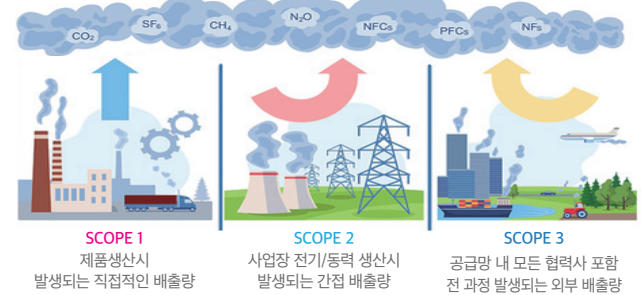 CO₂
SF₆
CH₄
N₂O
NFCs
PFCs
NFs
SCOPE 1
제품생산시
발생되는 직접적인 배출량
SCOPE 2
사업장 전기/동력 생산시
발생되는 간접 배출량
SCOPE 3
공급망 내 모든 협력사 포함
전 과정 발생되는 외부 배출량